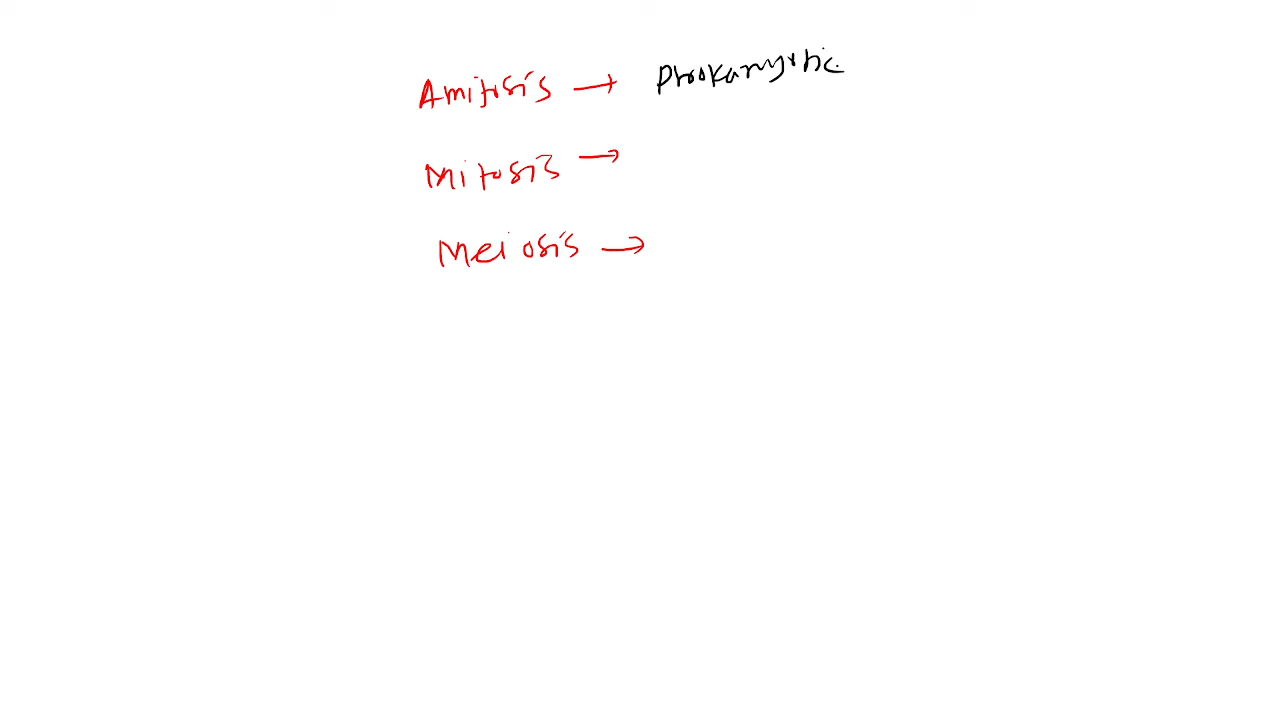 Amitosis → Prokaryotic
Mitosis →
Meiosis →